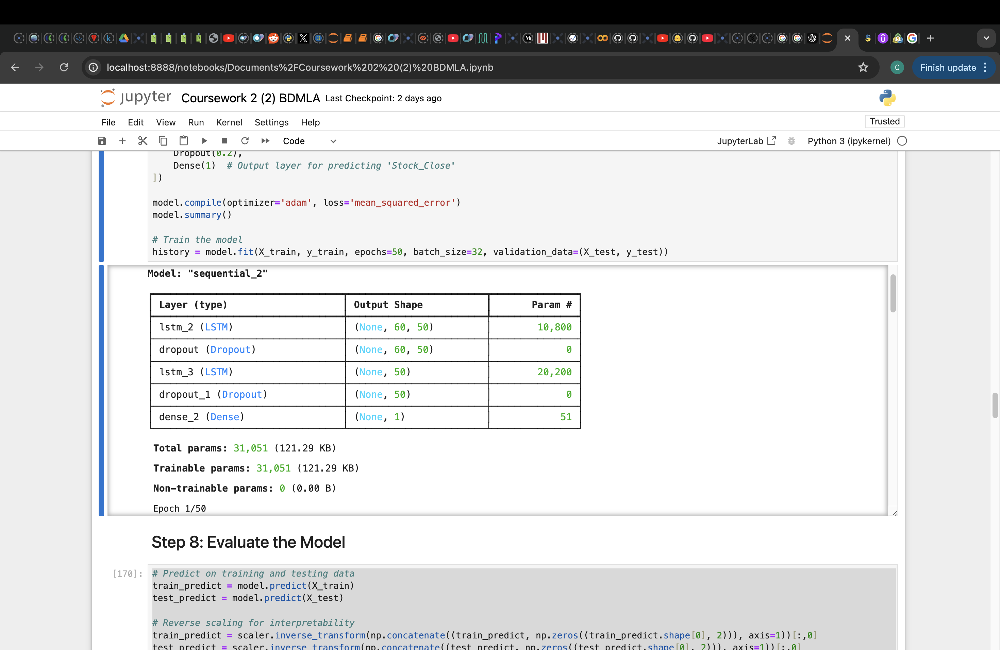 localhost:8888/notebooks/Documents%2FCoursework%202%20(2)%20BDMLA.ipynb
C
Finish update
jupyter Coursework 2 (2) BDMLA Last Checkpoint: 2 days ago
File Edit View Run Kernel Settings Help
Trusted
Code
JupyterLab
Python 3 (ipykernel)
Dropout(0.2),
Dense(1)  # Output layer for predicting 'Stock_Close'
])
model.compile(optimizer='adam', loss='mean_squared_error')
model.summary()
# Train the model
history = model.fit(X_train, y_train, epochs=50, batch_size=32, validation_data=(X_test, y_test))
Model: "sequential_2"
Layer (type) Output Shape Param #
lstm_2 (LSTM) (None, 60, 50) 10,800
dropout (Dropout) (None, 60, 50) 0
lstm_3 (LSTM) (None, 50) 20,200
dropout_1 (Dropout) (None, 50) 0
dense_2 (Dense) (None, 1) 51
Total params: 31,051 (121.29 KB)
Trainable params: 31,051 (121.29 KB)
Non-trainable params: 0 (0.00 B)
Epoch 1/50
Step 8: Evaluate the Model
[170]:
# Predict on training and testing data
train_predict = model.predict(X_train)
test_predict = model.predict(X_test)
# Reverse scaling for interpretability
train_predict = scaler.inverse_transform(np.concatenate((train_predict, np.zeros((train_predict.shape[0], 2))), axis=1))[:,0]
test_predict = scaler.inverse_transform(np.concatenate((test_predict, np.zeros((test_predict.shape[0], 2))), axis=1))[:,0]